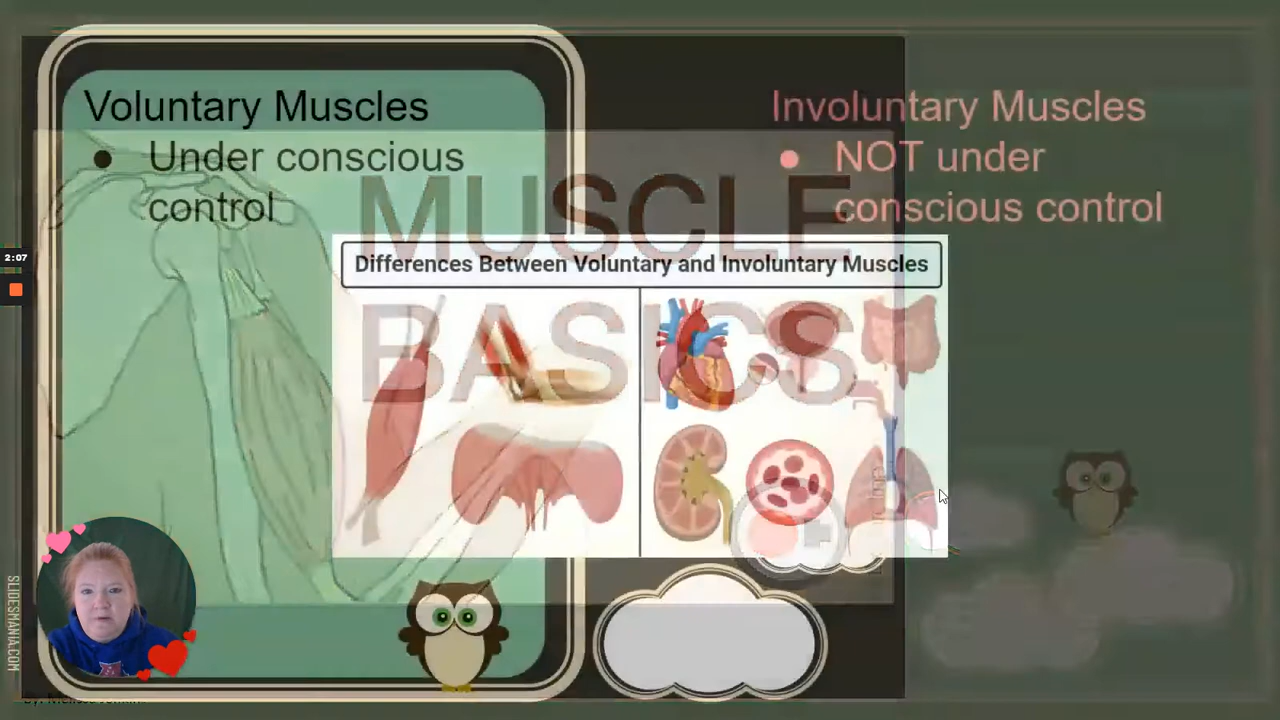 Voluntary Muscles
● Under conscious
control
Involuntary Muscles
● NOT under
conscious control
MUSCLE
BASICS
Differences Between Voluntary and Involuntary Muscles
2:07
SLIDESMANIA.COM